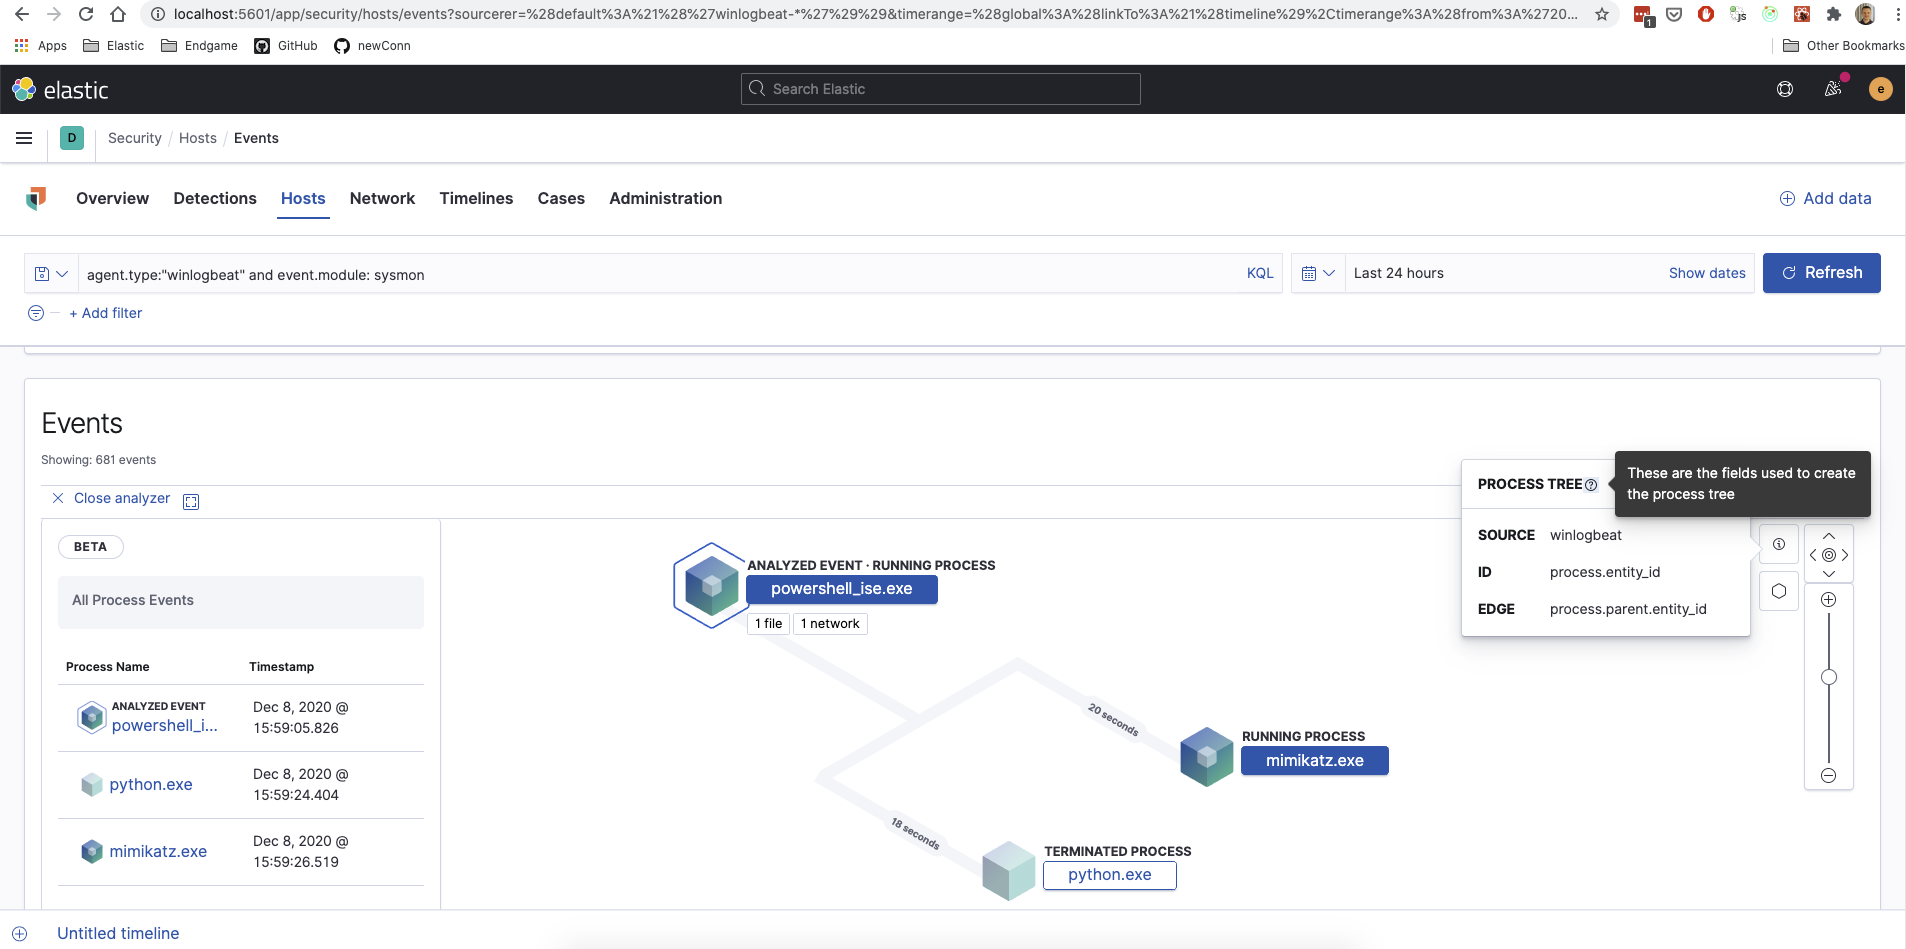 localhost:5601/app/security/hosts/events?sourcerer=%28default%3A%21%28%27winlogbeat-*%27%29%29&timerange=%28global%3A%28linkTo%3A%21%28timeline%29%2Ctimerange%3A%28from%3A%2720...
1
js
Apps
Elastic
Endgame
GitHub
newConn
Other Bookmarks
elastic
Search Elastic
e
D
Security / Hosts / Events
Overview
Detections
Hosts
Network
Timelines
Cases
Administration
Add data
agent.type:"winlogbeat" and event.module: sysmon
KQL
Last 24 hours
Show dates
Refresh
+ Add filter
Events
Showing: 681 events
Close analyzer
BETA
All Process Events
Process Name
Timestamp
ANALYZED EVENT
powershell_i...
Dec 8, 2020 @
15:59:05.826
python.exe
Dec 8, 2020 @
15:59:24.404
mimikatz.exe
Dec 8, 2020 @
15:59:26.519
ANALYZED EVENT · RUNNING PROCESS
powershell_ise.exe
1 file
1 network
20 seconds
RUNNING PROCESS
mimikatz.exe
18 seconds
TERMINATED PROCESS
python.exe
PROCESS TREE
These are the fields used to create
the process tree
SOURCE winlogbeat
ID process.entity_id
EDGE process.parent.entity_id
Untitled timeline